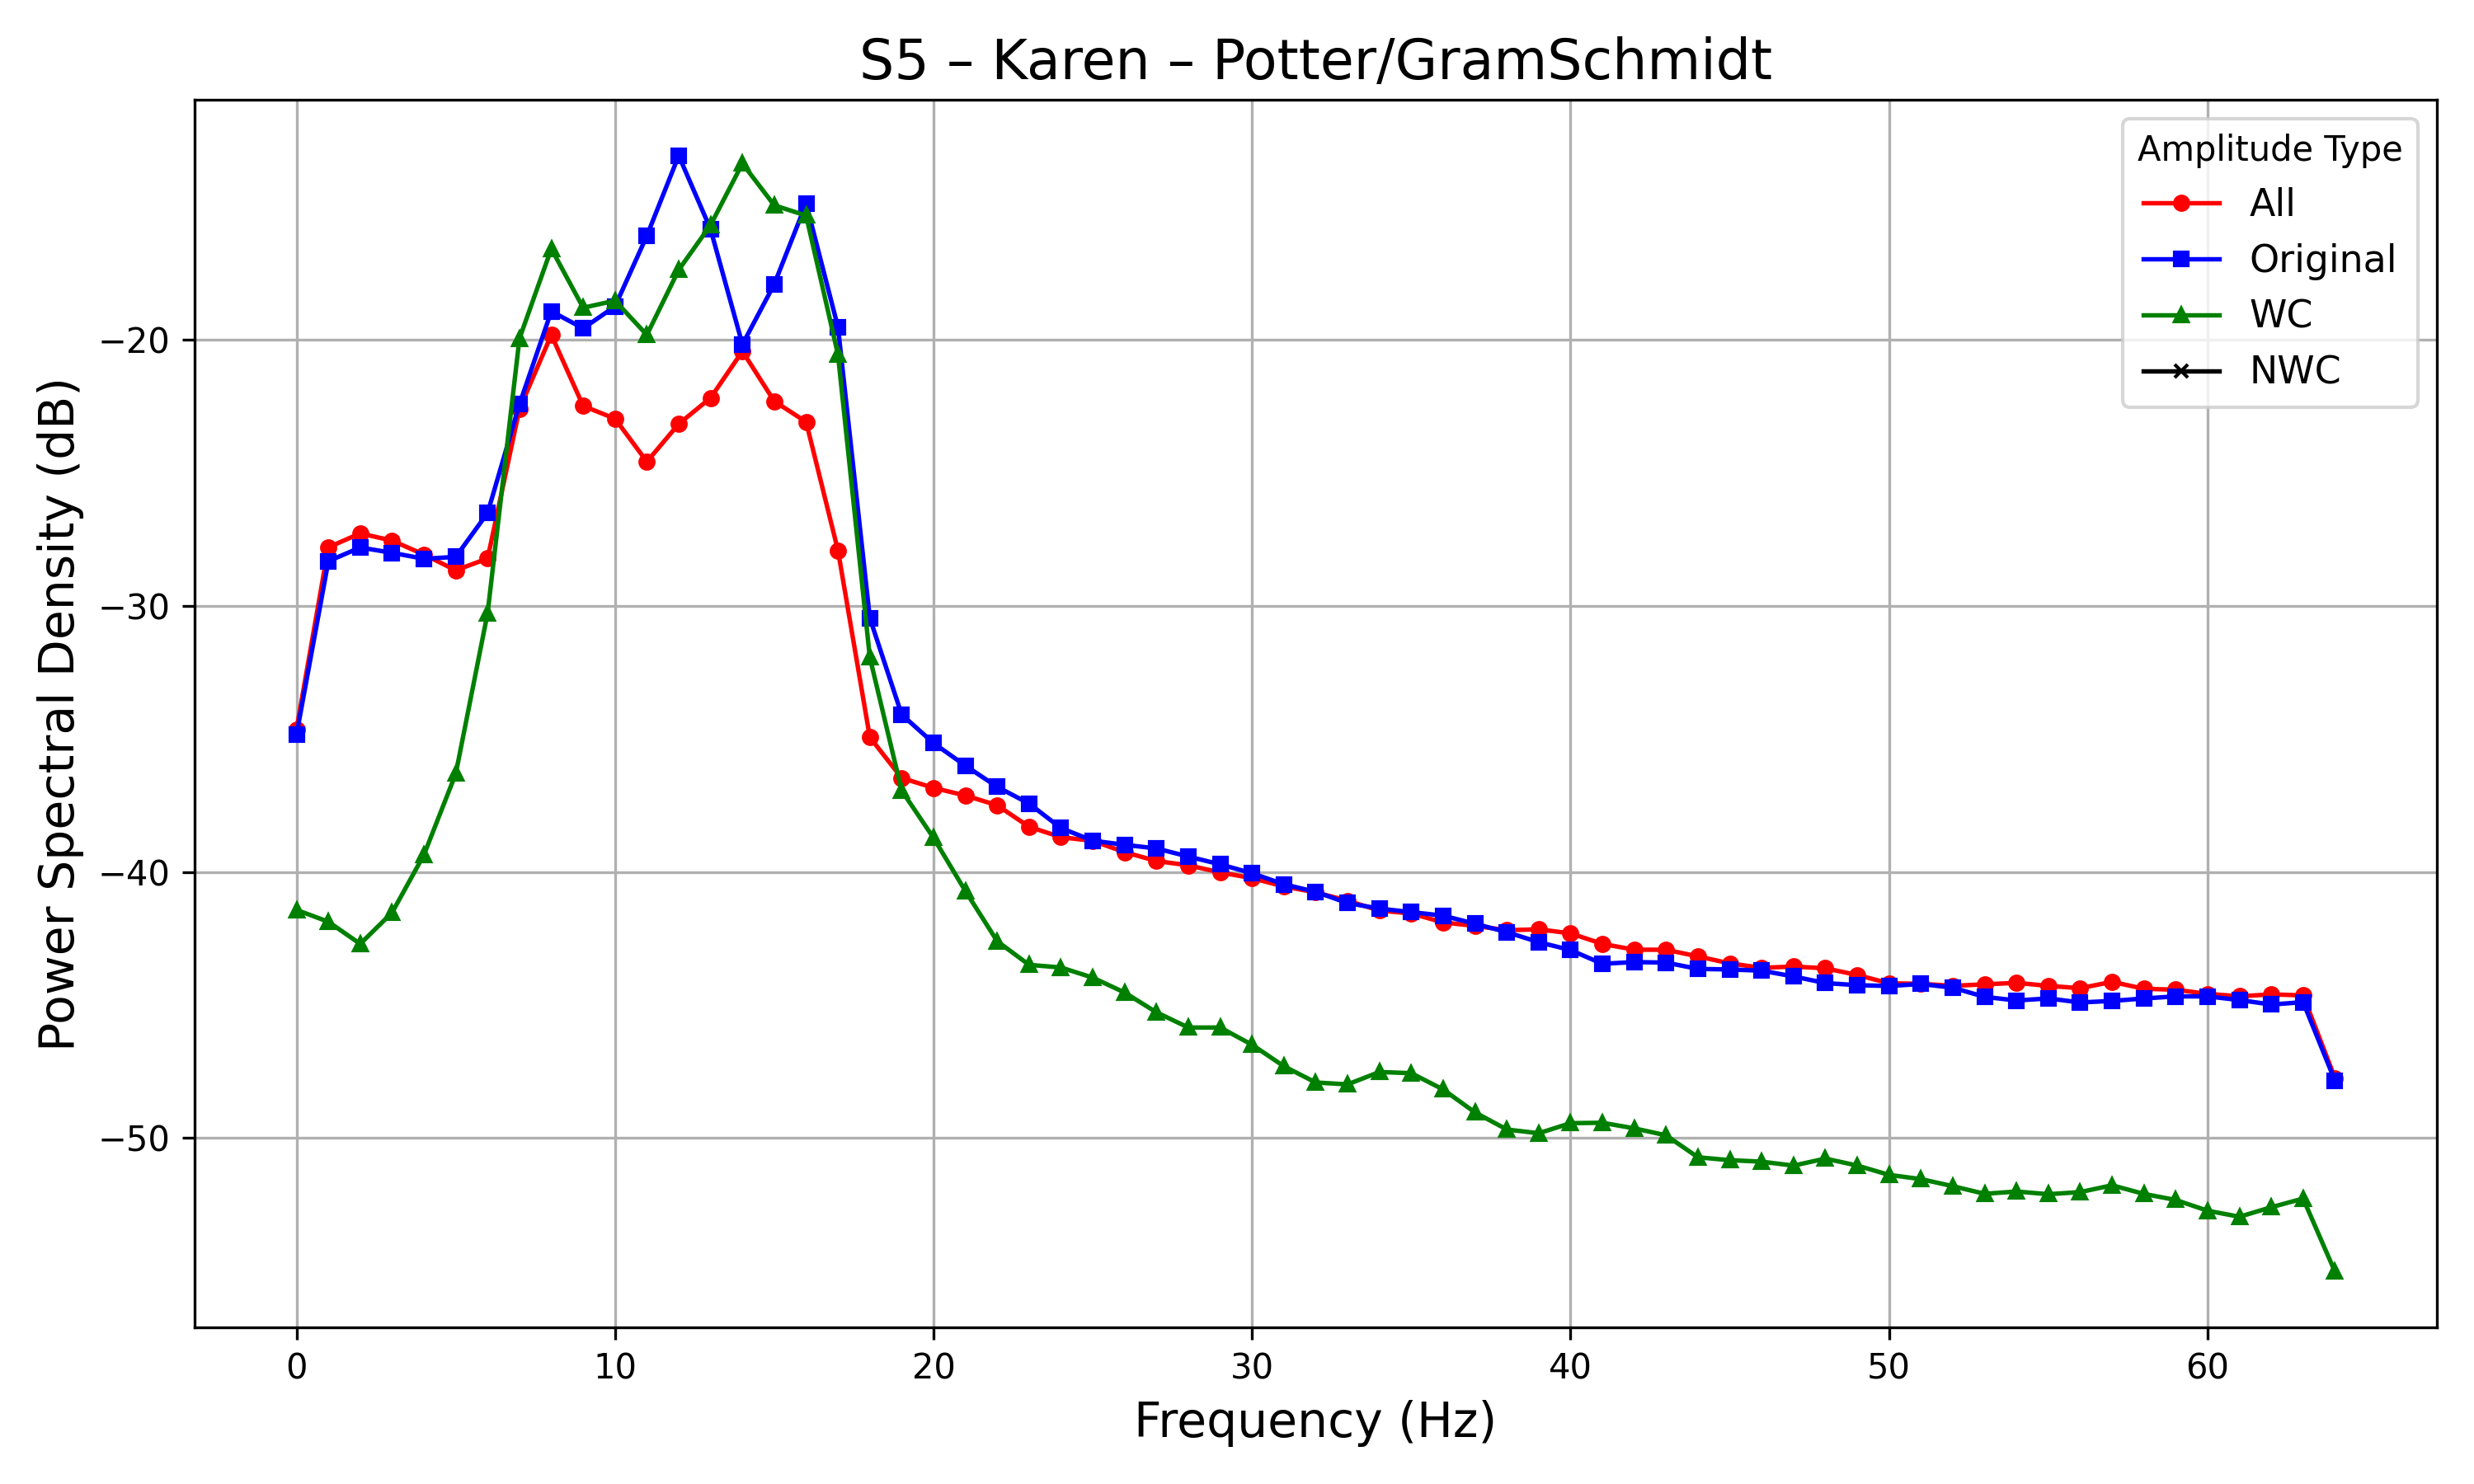 S5 – Karen – Potter/GramSchmidt
Amplitude Type
All
Original
WC
NWC
Power Spectral Density (dB)
−20
−30
−40
−50
0 10 20 30 40 50 60
Frequency (Hz)